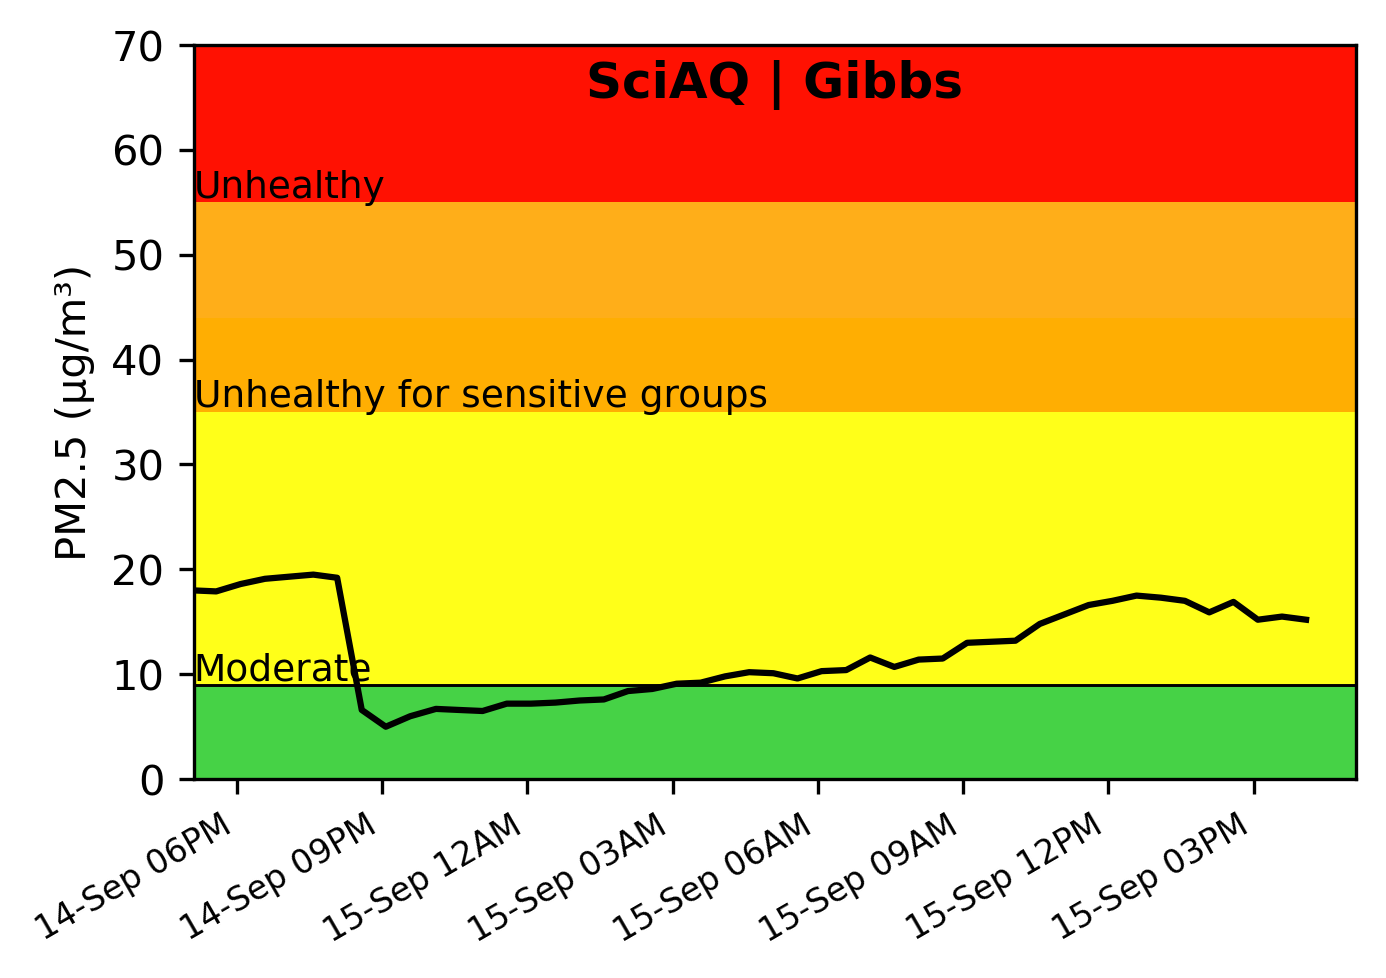 SciAQ | Gibbs
PM2.5 (µg/m³)
70
60
50
40
30
20
10
0
Unhealthy
Unhealthy for sensitive groups
Moderate
14-Sep 06PM
14-Sep 09PM
15-Sep 12AM
15-Sep 03AM
15-Sep 06AM
15-Sep 09AM
15-Sep 12PM
15-Sep 03PM